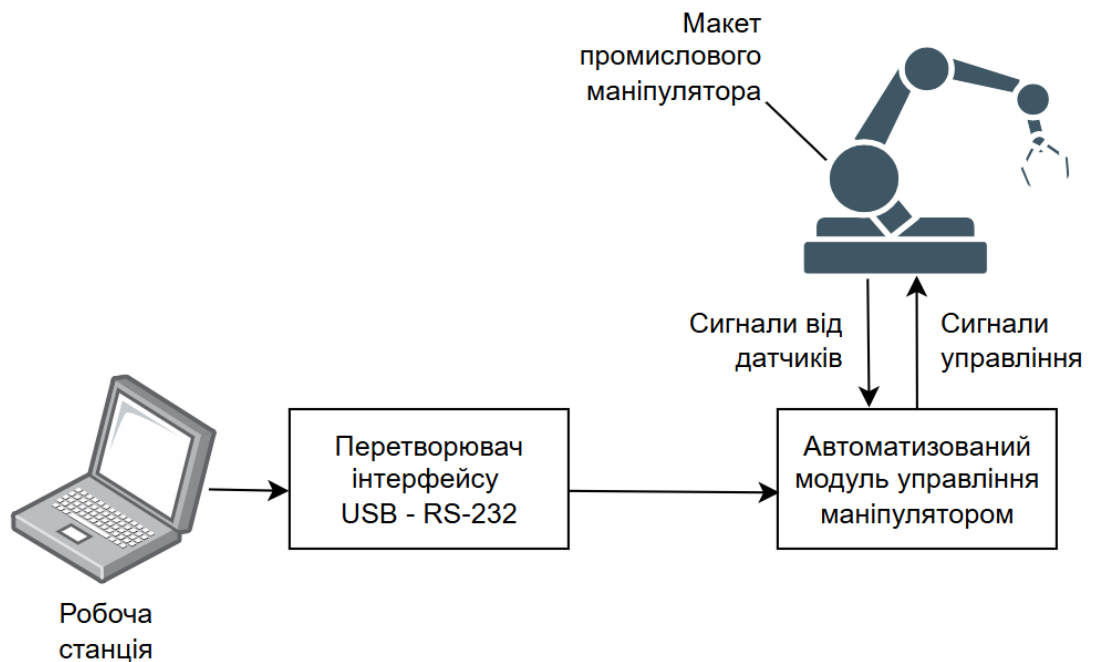 Макет
промислового
маніпулятора
Сигнали від
датчиків
Сигнали
управління
Перетворювач
інтерфейсу
USB - RS-232
Автоматизований
модуль управління
маніпулятором
Робоча
станція